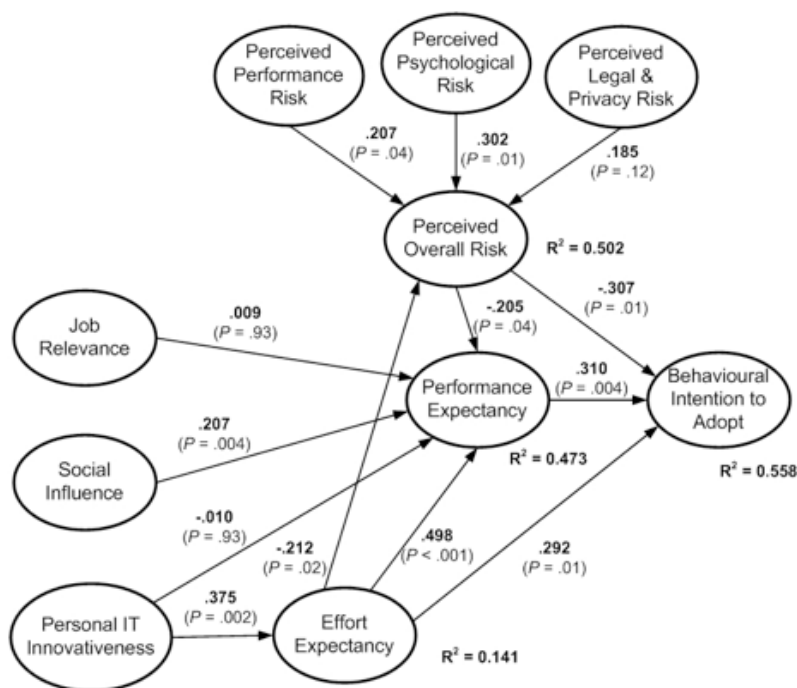 Perceived
Performance
Risk
Perceived
Psychological
Risk
Perceived
Legal &
Privacy Risk
.207
(P = .04)
.302
(P = .01)
.185
(P = .12)
Perceived
Overall Risk
R² = 0.502
Job
Relevance
.009
(P = .93)
-.205
(P = .04)
-.307
(P = .01)
Performance
Expectancy
.310
(P = .004)
Behavioural
Intention to
Adopt
R² = 0.473
R² = 0.558
Social
Influence
.207
(P = .004)
-.010
(P = .93)
-.212
(P = .02)
.498
(P < .001)
.292
(P = .01)
Personal IT
Innovativeness
.375
(P = .002)
Effort
Expectancy
R² = 0.141